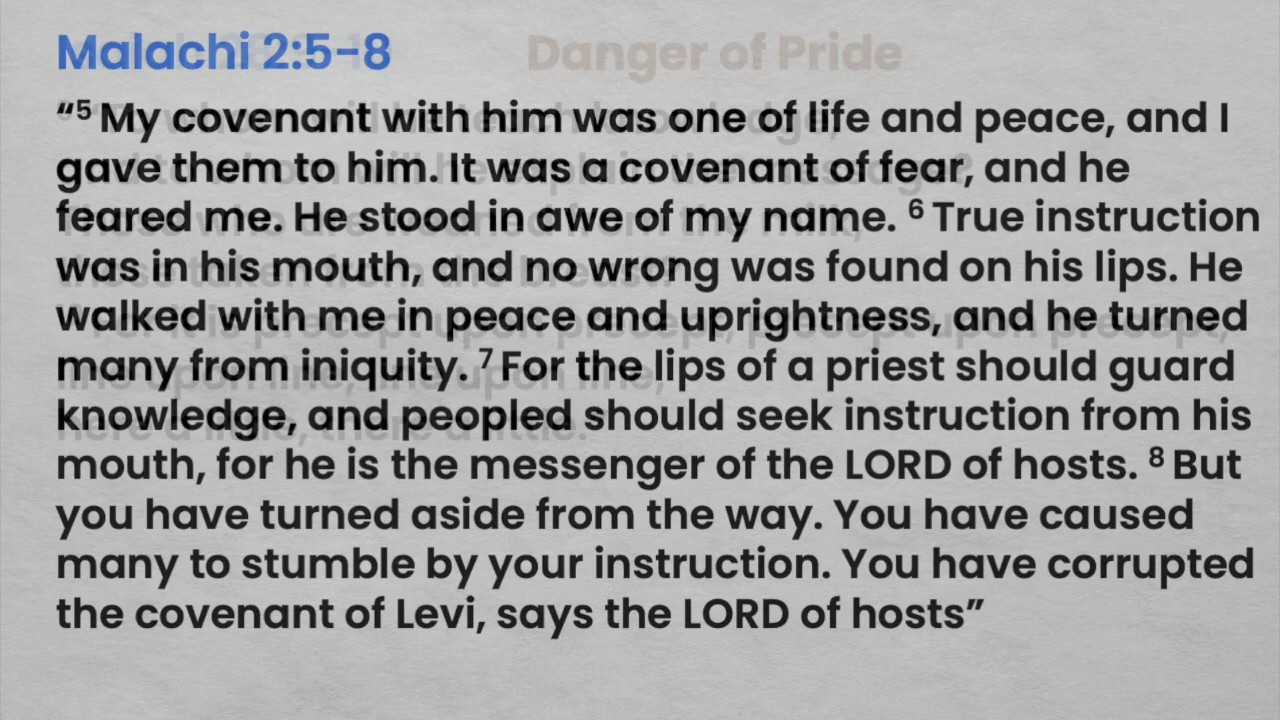 Malachi 2:5-8 Danger of Pride
“5 My covenant with him was one of life and peace, and I
gave them to him. It was a covenant of fear, and he
feared me. He stood in awe of my name. 6 True instruction
was in his mouth, and no wrong was found on his lips. He
walked with me in peace and uprightness, and he turned
many from iniquity. 7 For the lips of a priest should guard
knowledge, and peopled should seek instruction from his
mouth, for he is the messenger of the LORD of hosts. 8 But
you have turned aside from the way. You have caused
many to stumble by your instruction. You have corrupted
the covenant of Levi, says the LORD of hosts”